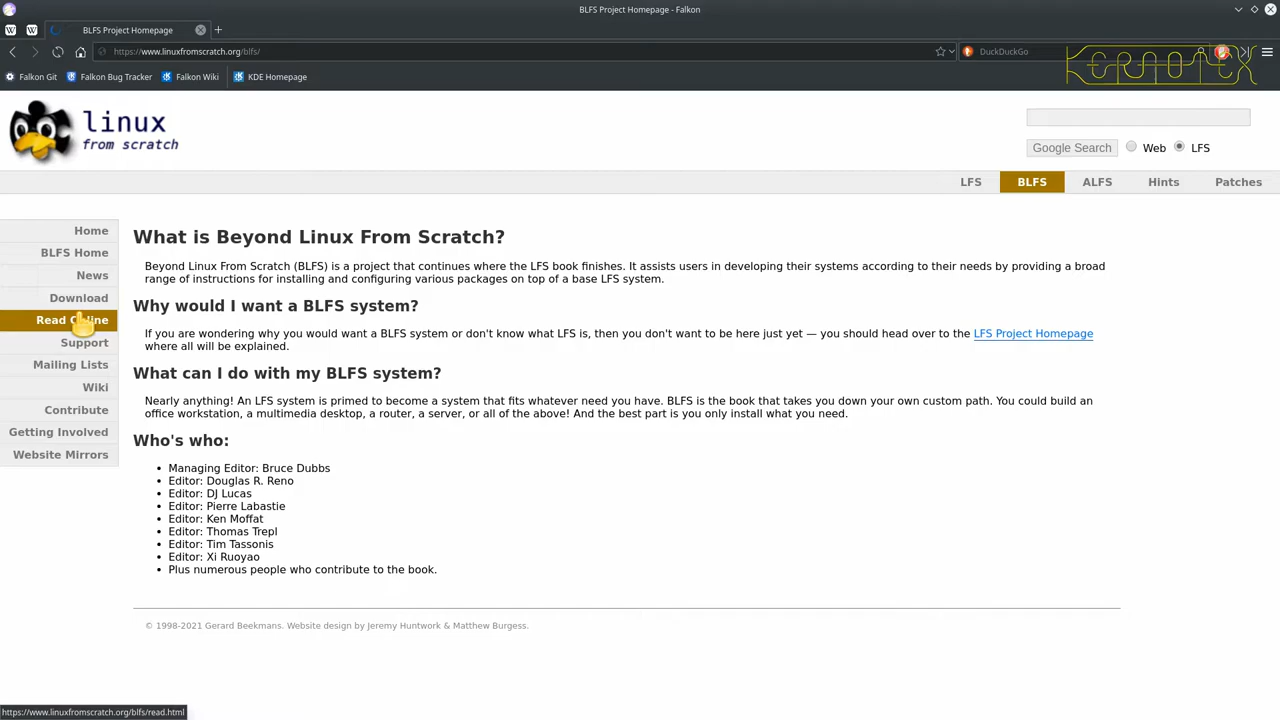 BLFS Project Homepage - Falkon
BLFS Project Homepage
https://www.linuxfromscratch.org/blfs/
DuckDuckGo
Falkon Git
Falkon Bug Tracker
Falkon Wiki
KDE Homepage
linux
from scratch
Google Search
Web
LFS
LFS
BLFS
ALFS
Hints
Patches
Home
BLFS Home
News
Download
Read Online
Support
Mailing Lists
Wiki
Contribute
Getting Involved
Website Mirrors
What is Beyond Linux From Scratch?
Beyond Linux From Scratch (BLFS) is a project that continues where the LFS book finishes. It assists users in developing their systems according to their needs by providing a broad
range of instructions for installing and configuring various packages on top of a base LFS system.
Why would I want a BLFS system?
If you are wondering why you would want a BLFS system or don't know what LFS is, then you don't want to be here just yet — you should head over to the LFS Project Homepage
where all will be explained.
What can I do with my BLFS system?
Nearly anything! An LFS system is primed to become a system that fits whatever need you have. BLFS is the book that takes you down your own custom path. You could build an
office workstation, a multimedia desktop, a router, a server, or all of the above! And the best part is you only install what you need.
Who's who:
• Managing Editor: Bruce Dubbs
• Editor: Douglas R. Reno
• Editor: DJ Lucas
• Editor: Pierre Labastie
• Editor: Ken Moffat
• Editor: Thomas Trepl
• Editor: Tim Tassonis
• Editor: Xi Ruoyao
• Plus numerous people who contribute to the book.
© 1998-2021 Gerard Beekmans. Website design by Jeremy Huntwork & Matthew Burgess.
https://www.linuxfromscratch.org/blfs/read.html